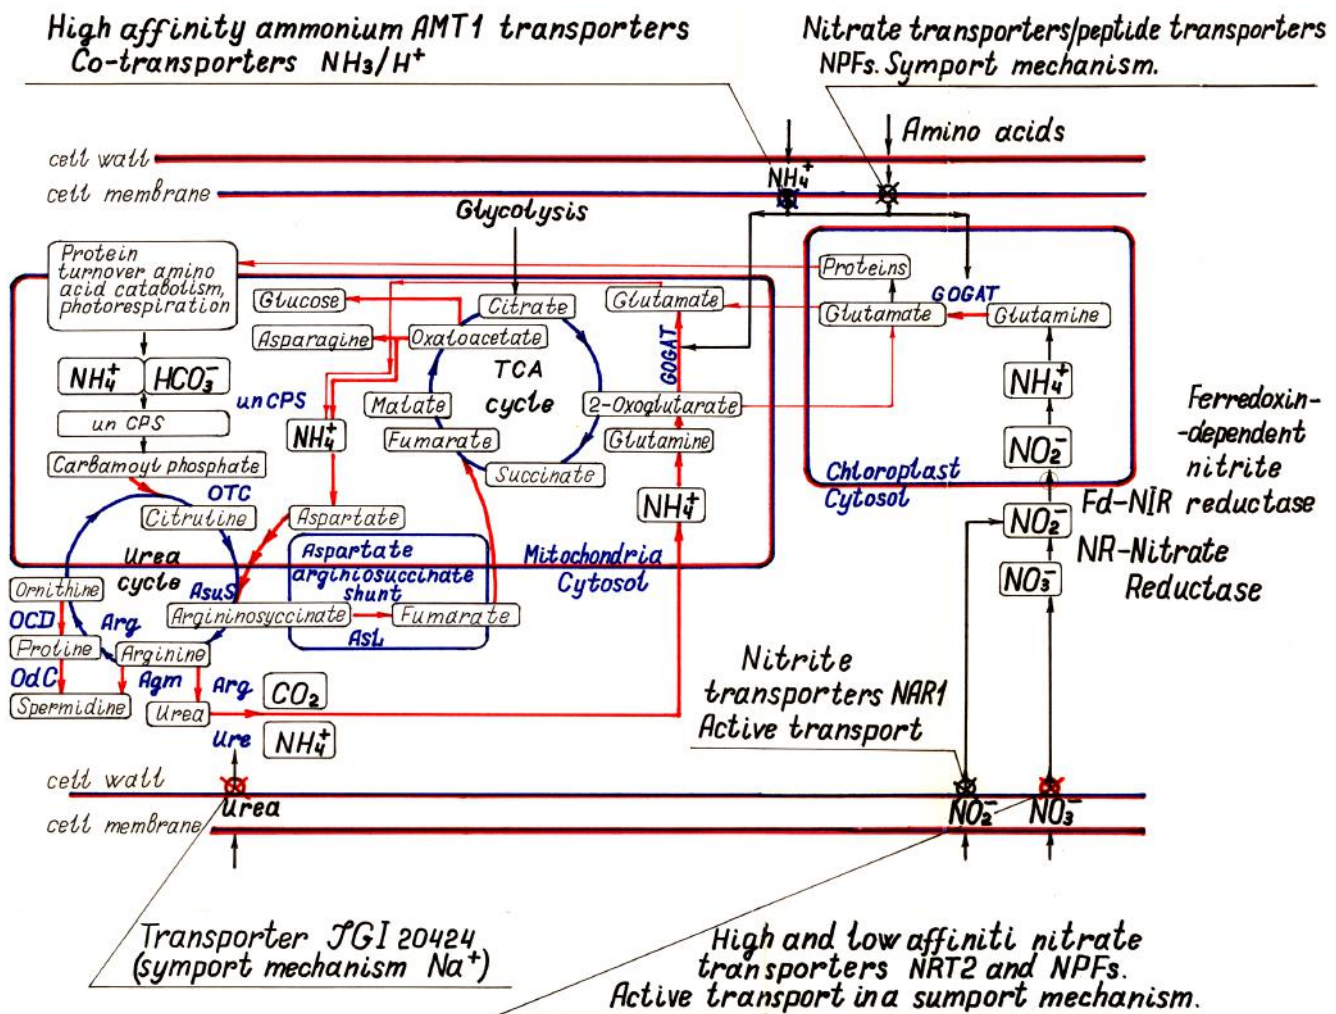 High affinity ammonium AMT1 transporters
Co-transporters NH₃/H⁺
Nitrate transporters/peptide transporters
NPFs. Symport mechanism.
Amino acids
cell wall
NH₄⁺
cell membrane
Glycolysis
Protein
turnover amino
acid catabolism,
photorespiration
Glucose
Citrate
Glutamate
Proteins
GOGAT
Asparagine
Oxaloacetate
Glutamate
Glutamine
GOGAT
TCA
cycle
NH₄⁺
HCO₃⁻
NH₄⁺
un CPS
un CPS
NH₄⁺
Malate
2-Oxoglutarate
Fumarate
Glutamine
NO₂⁻
Carbamoyl phosphate
Succinate
Chloroplast
Cytosol
Ferredoxin-
-dependent
nitrite
reductase
Fd-NIR
OTC
Citruline
Aspartate
NH₄⁺
NO₂⁻
NR-Nitrate
Reductase
Urea
cycle
Aspartate
arginiosuccinate
shunt
Mitochondria
Cytosol
NO₃⁻
Ornithine
AsuS
Argininosyccinate
Fumarate
AsL
OCD
Arg
Proline
Arginine
OdC
Agm
Arg
CO₂
Spermidine
Urea
Ure
NH₄⁺
Nitrite
transporters NAR1
Active transport
cell wall
Urea
NO₂⁻
NO₃⁻
cell membrane
Transporter JGI 20424
(symport mechanism Na⁺)
High and low affiniti nitrate
transporters NRT2 and NPFs.
Active transport in a sumport mechanism.